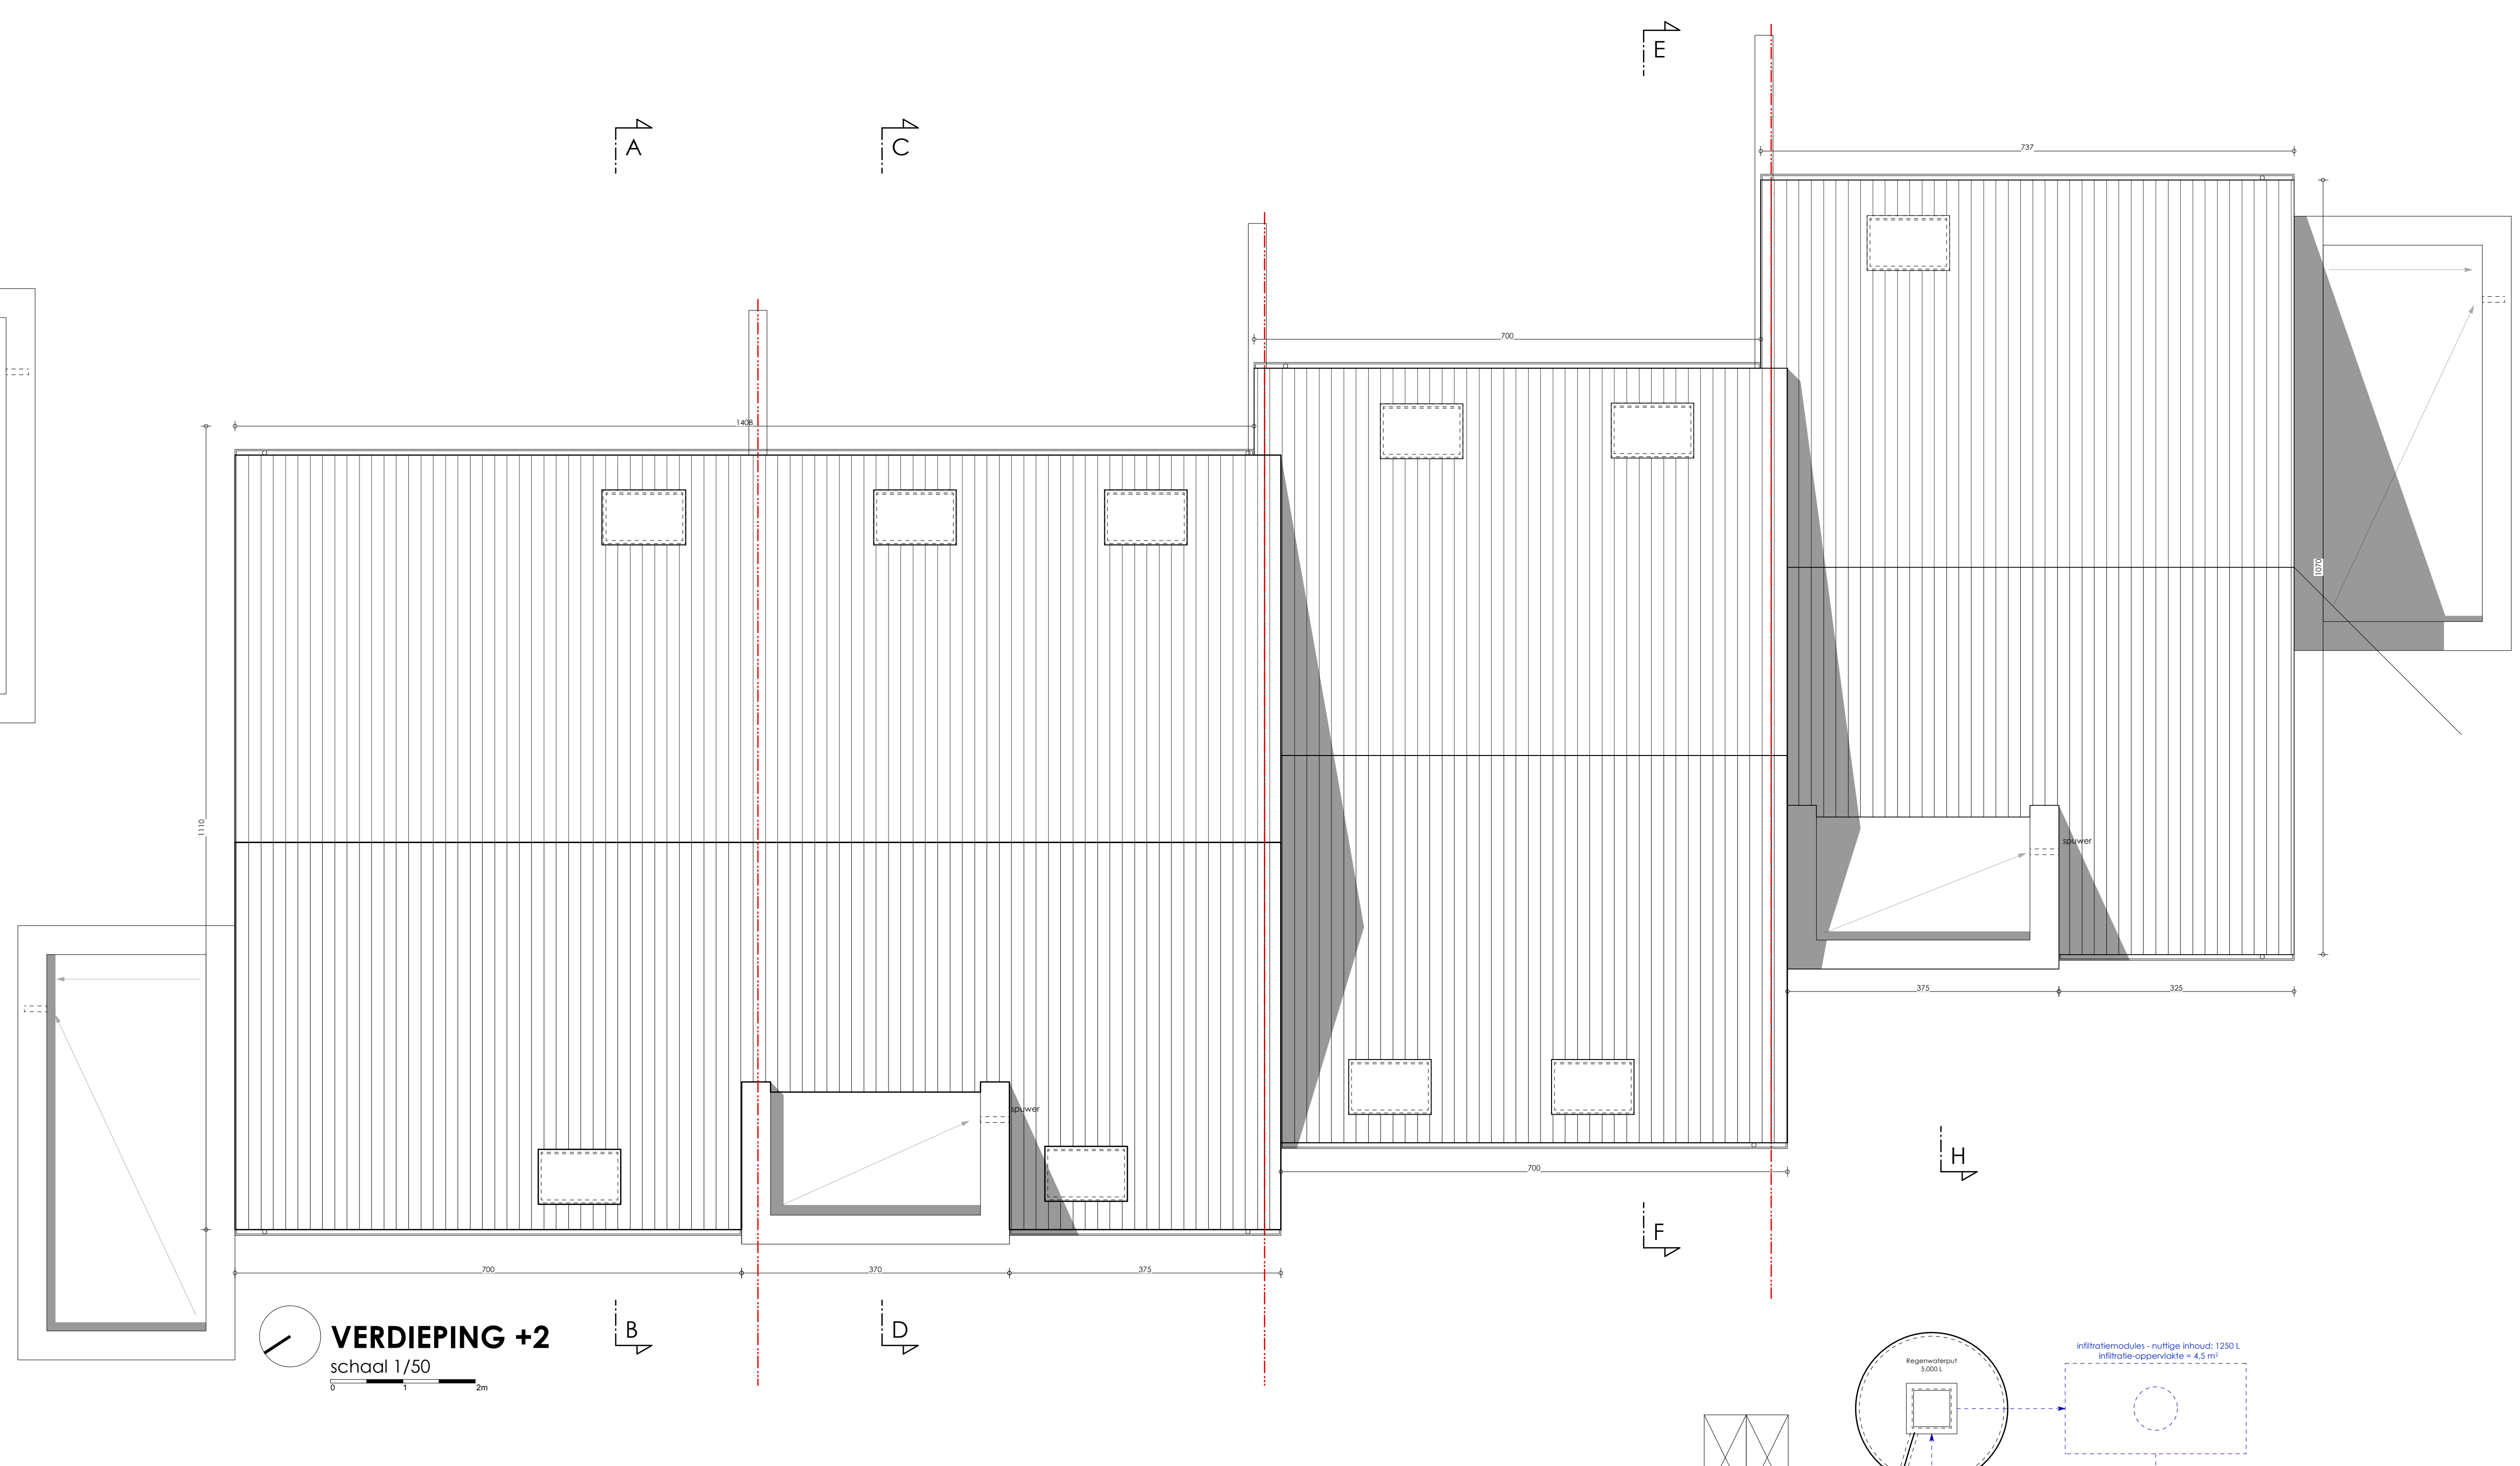 E
A
C
737
700
1408
1070
1110
spuwer
375
325
spuwer
H
700
F
700
370
375
B
D
VERDIEPING +2
schaal 1/50
0 1 2m
infiltratiemodules - nuttige inhoud: 1250 L
infiltratie-oppervlakte = 4,5 m²
Regenwaterput
5.000 L